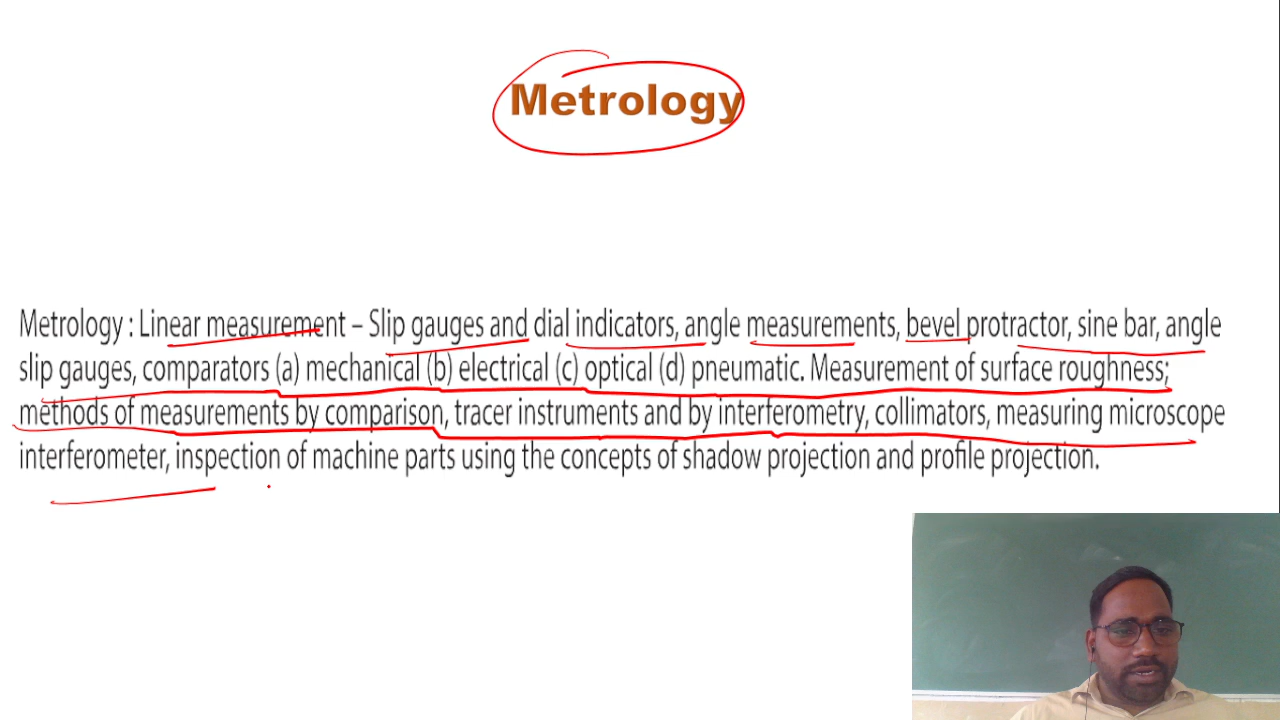 Metrology
Metrology : Linear measurement – Slip gauges and dial indicators, angle measurements, bevel protractor, sine bar, angle
slip gauges, comparators (a) mechanical (b) electrical (c) optical (d) pneumatic. Measurement of surface roughness;
methods of measurements by comparison, tracer instruments and by interferometry, collimators, measuring microscope
interferometer, inspection of machine parts using the concepts of shadow projection and profile projection.